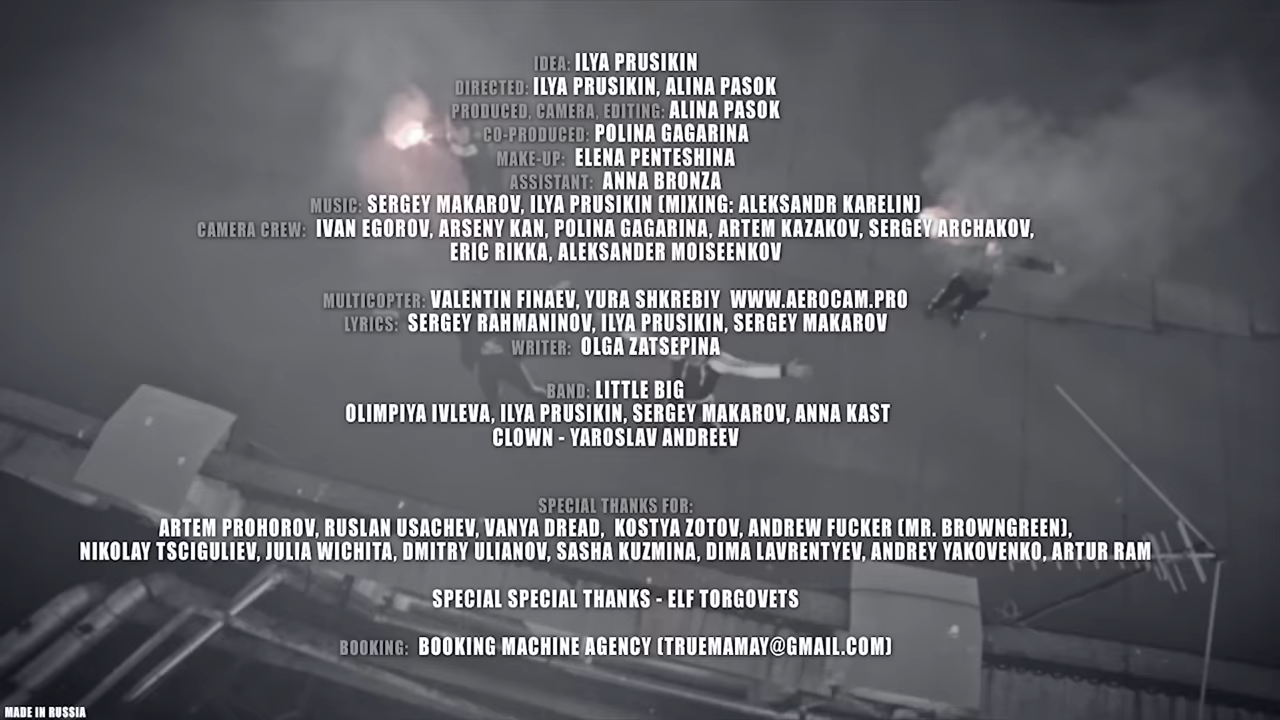 IDEA: ILYA PRUSIKIN
DIRECTED: ILYA PRUSIKIN, ALINA PASOK
PRODUCED, CAMERA, EDITING: ALINA PASOK
CO-PRODUCED: POLINA GAGARINA
MAKE-UP: ELENA PENTESHINA
ASSISTANT: ANNA BRONZA
MUSIC: SERGEY MAKAROV, ILYA PRUSIKIN (MIXING: ALEKSANDR KARELIN)
CAMERA CREW: IVAN EGOROV, ARSENY KAN, POLINA GAGARINA, ARTEM KAZAKOV, SERGEY ARCHAKOV,
ERIC RIKKA, ALEKSANDER MOISEENKOV
MULTICOPTER: VALENTIN FINAEV, YURA SHKREBIY WWW.AEROCAM.PRO
LYRICS: SERGEY RAHMANINOV, ILYA PRUSIKIN, SERGEY MAKAROV
WRITER: OLGA ZATSEPINA
BAND: LITTLE BIG
OLIMPIYA IVLEVA, ILYA PRUSIKIN, SERGEY MAKAROV, ANNA KAST
CLOWN - YAROSLAV ANDREEV
SPECIAL THANKS FOR:
ARTEM PROHOROV, RUSLAN USACHEV, VANYA DREAD, KOSTYA ZOTOV, ANDREW FUCKER (MR. BROWNGREEN),
NIKOLAY TSCIGULIEV, JULIA WICHITA, DMITRY ULIANOV, SASHA KUZMINA, DIMA LAVRENTYEV, ANDREY YAKOVENKO, ARTUR RAM
SPECIAL SPECIAL THANKS - ELF TORGOVETS
BOOKING: BOOKING MACHINE AGENCY (TRUEMAMAY@GMAIL.COM)
MADE IN RUSSIA